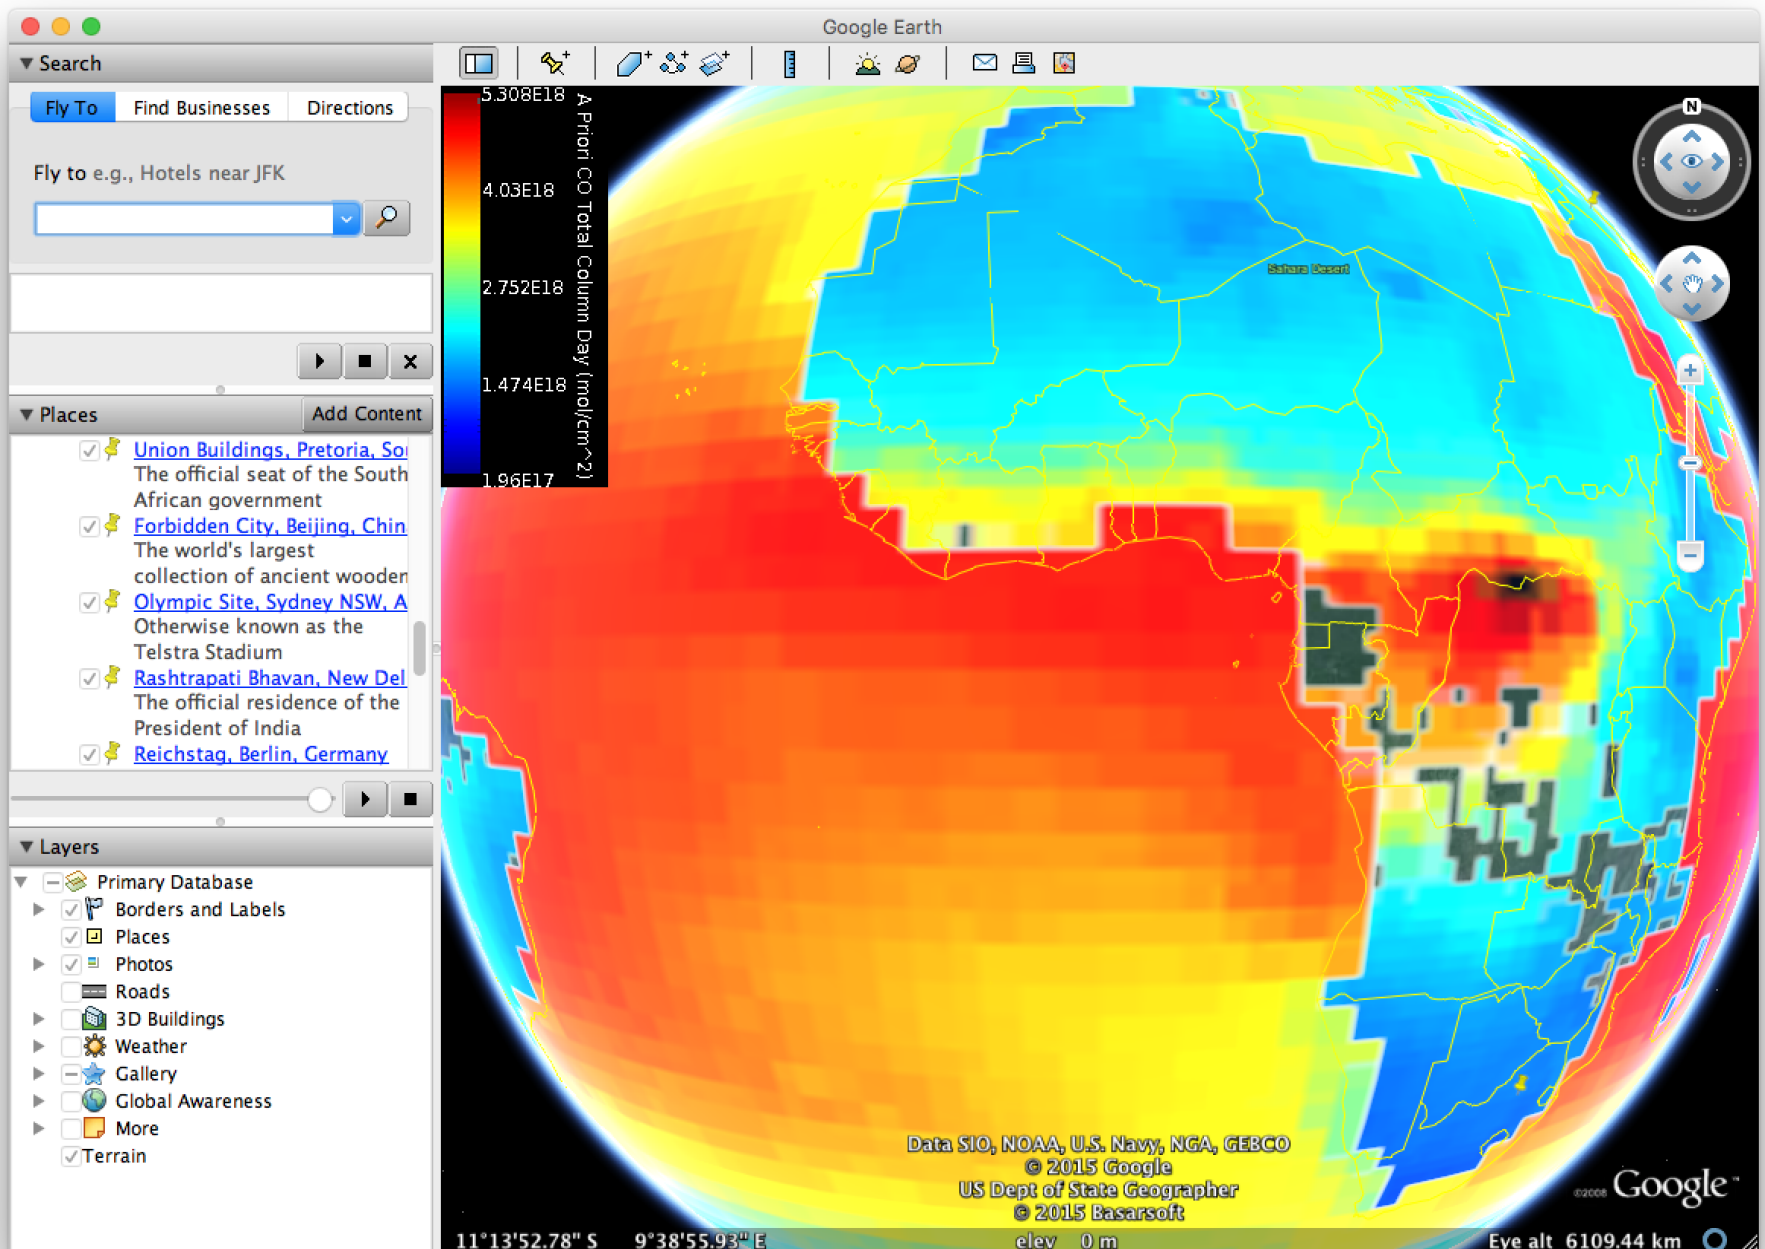 Google Earth
Search
Fly To
Find Businesses
Directions
Fly to e.g., Hotels near JFK
Places
Add Content
Union Buildings, Pretoria, So
The official seat of the South
African government
Forbidden City, Beijing, Chin
The world's largest
collection of ancient wooden
Olympic Site, Sydney NSW, A
Otherwise known as the
Telstra Stadium
Rashtrapati Bhavan, New Del
The official residence of the
President of India
Reichstag, Berlin, Germany
Layers
Primary Database
Borders and Labels
Places
Photos
Roads
3D Buildings
Weather
Gallery
Global Awareness
More
Terrain
5.308E18
4.03E18
2.752E18
1.474E18
1.96E17
A Priori CO Total Column Day (mol/cm^2)
N
Sahara Desert
Data SIO, NOAA, U.S. Navy, NGA, GEBCO
© 2015 Google
US Dept of State Geographer
© 2015 Basarsoft
©2008 Google™
11°13'52.78" S 9°38'55.93" E elev 0 m Eye alt 6109.44 km